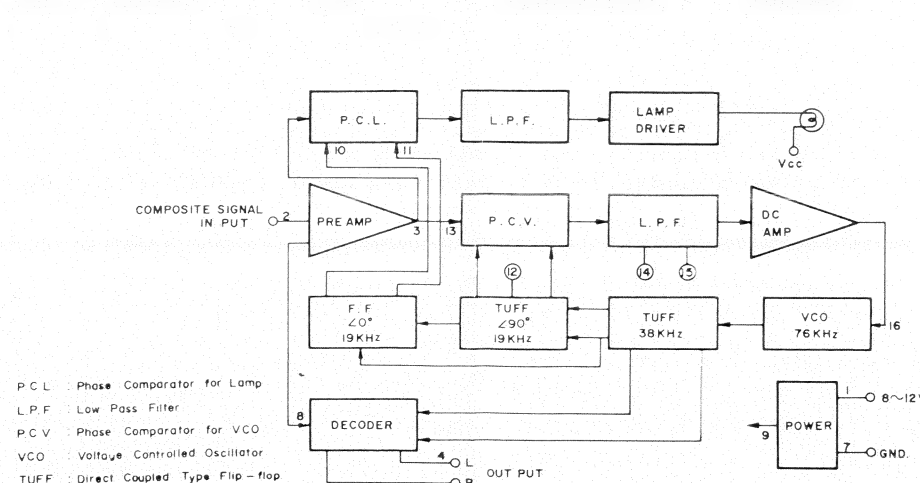 P.C.L.
L.P.F.
LAMP
DRIVER
10
11
Vcc
COMPOSITE SIGNAL
IN PUT
2
PRE AMP
3
13
P.C.V.
L.P.F.
DC
AMP
12
14
15
F.F
∠0°
19KHz
TUFF
∠90°
19KHz
TUFF
38KHz
VCO
76KHz
16
P C L : Phase Comparator for Lamp
L.P.F : Low Pass Filter
P C V : Phase Comparator for VCO
VCO : Voltage Controlled Oscillator
TUFF : Direct Coupled Type Flip-flop
8
DECODER
4
L
R
OUT PUT
POWER
1
8~12
9
7
GND.